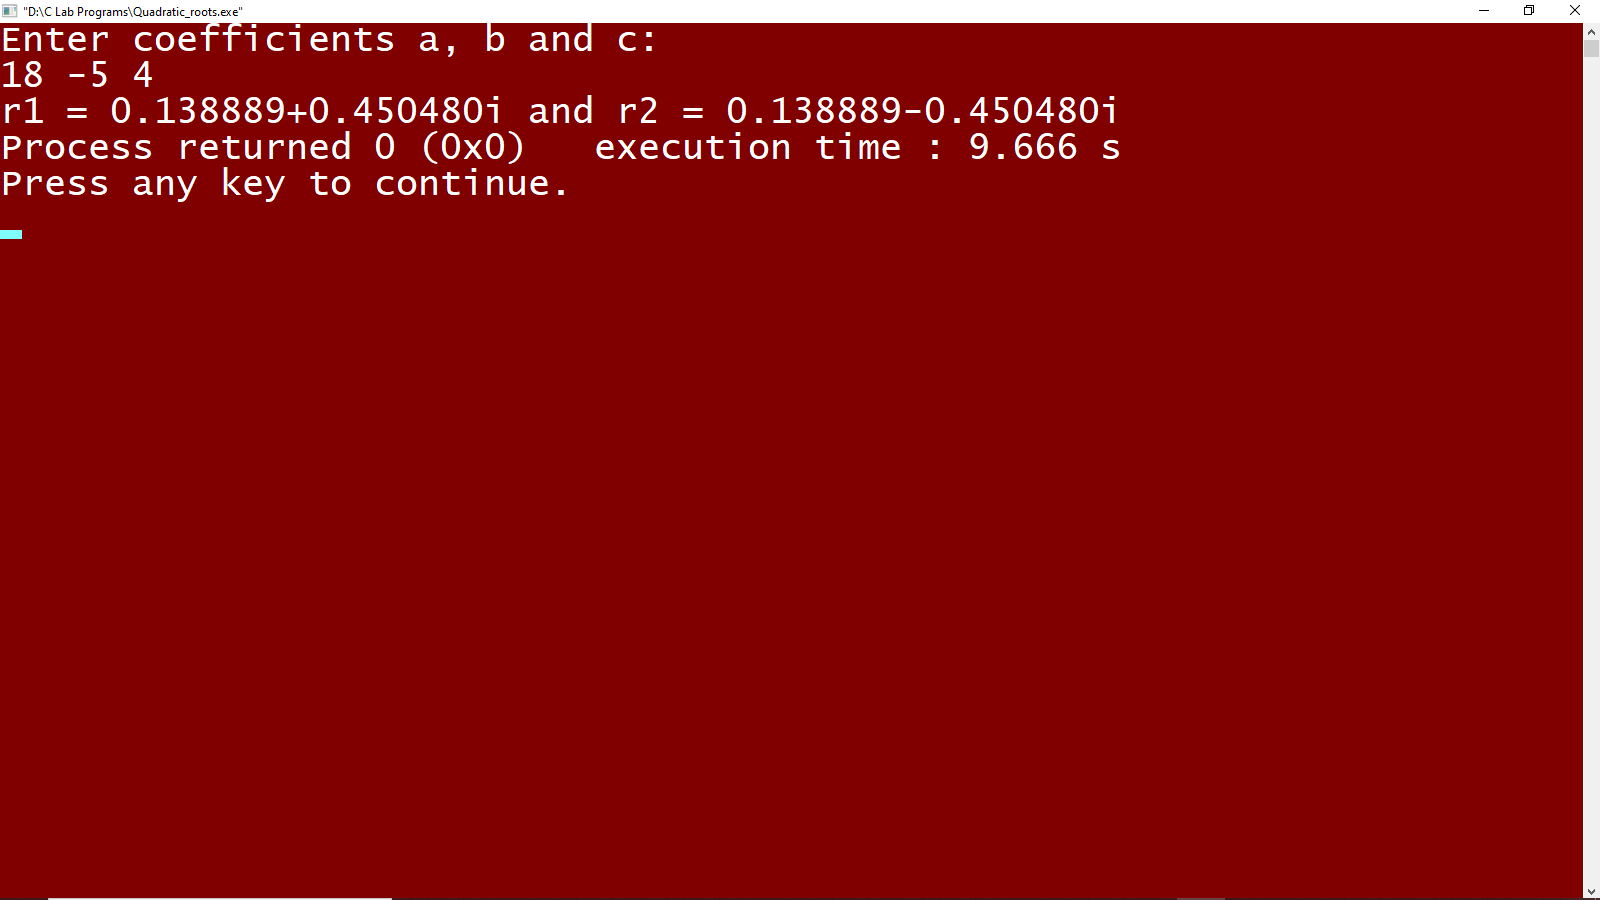 "D:\C Lab Programs\Quadratic_roots.exe"
Enter coefficients a, b and c:
18 -5 4
r1 = 0.138889+0.450480i and r2 = 0.138889-0.450480i
Process returned 0 (0x0)   execution time : 9.666 s
Press any key to continue.